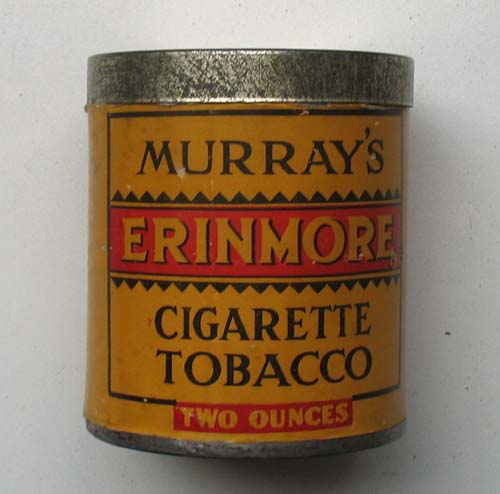 MURRAY'S
ERINMORE
CIGARETTE
TOBACCO
TWO OUNCES